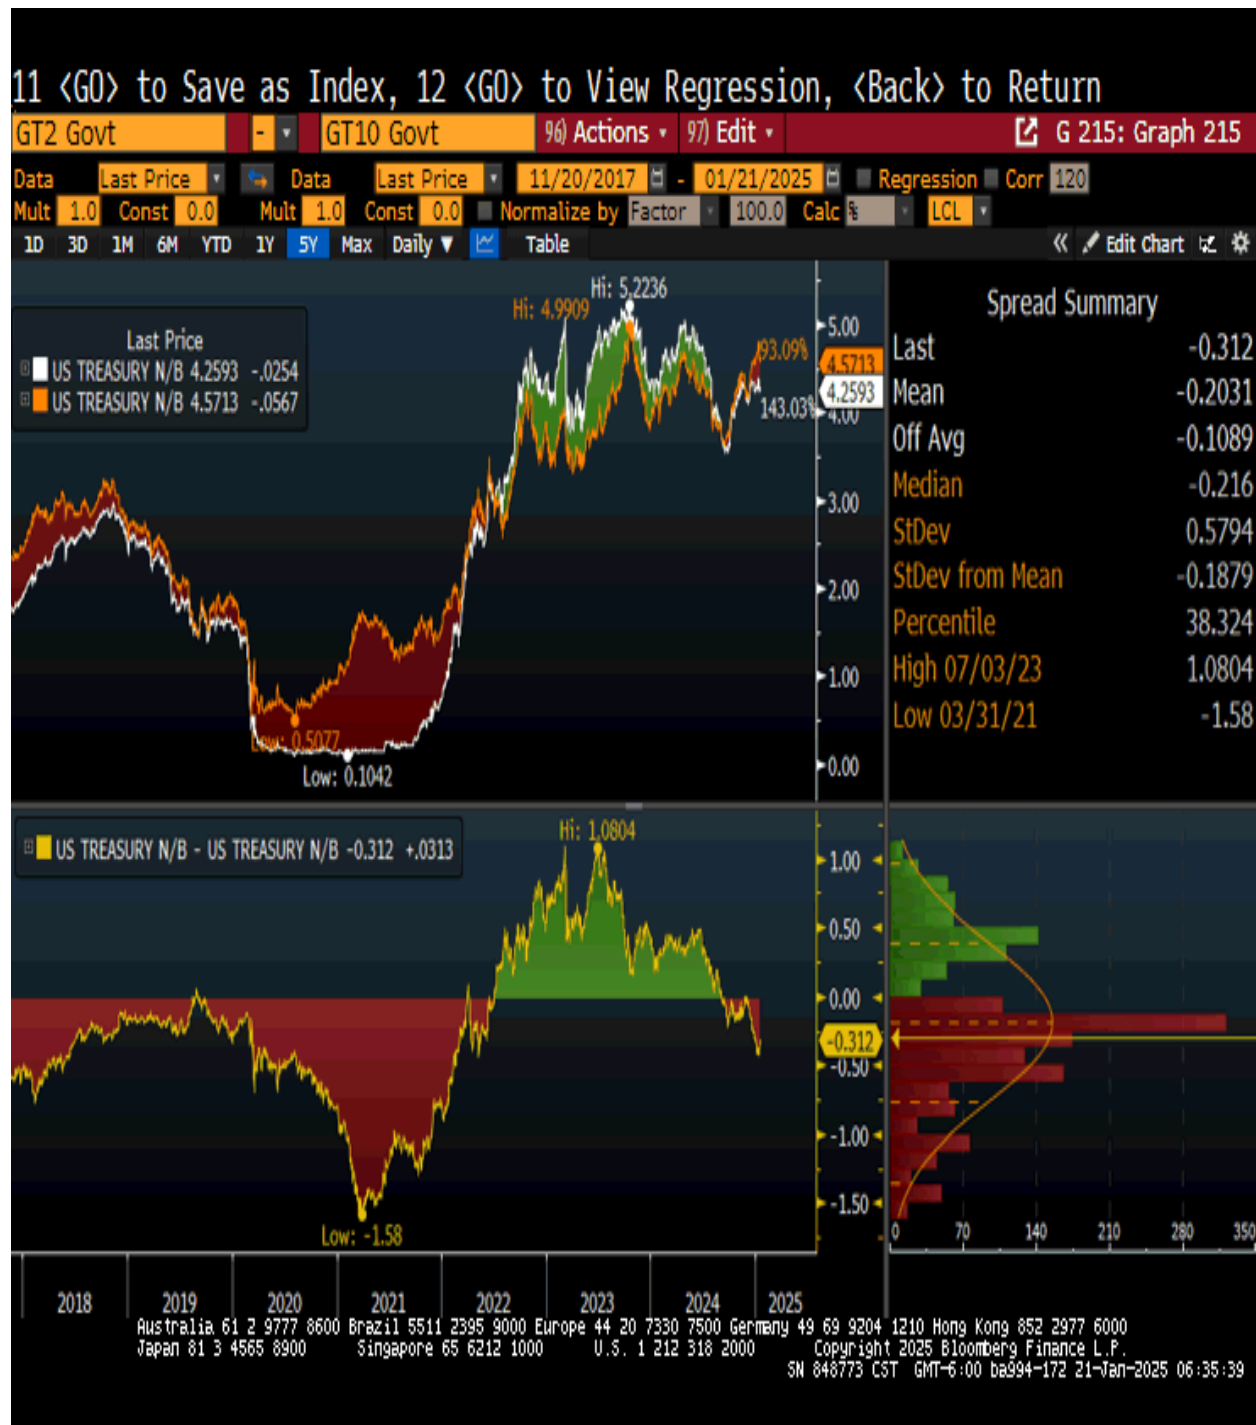 11 <GO> to Save as Index, 12 <GO> to View Regression, <Back> to Return
GT2 Govt - GT10 Govt 96) Actions 97) Edit G 215: Graph 215
Data Last Price Data Last Price 11/20/2017 - 01/21/2025 Regression Corr 120
Mult 1.0 Const 0.0 Mult 1.0 Const 0.0 Normalize by Factor 100.0 Calc % LCL
1D 3D 1M 6M YTD 1Y 5Y Max Daily ▼ Table « Edit Chart
Last Price
US TREASURY N/B 4.2593 -.0254
US TREASURY N/B 4.5713 -.0567
Hi: 5.2236
Hi: 4.9909
93.09%
143.03%
Low: 0.5077
Low: 0.1042
5.00
4.5713
4.2593
4.00
3.00
2.00
1.00
0.00
Spread Summary
Last -0.312
Mean -0.2031
Off Avg -0.1089
Median -0.216
StDev 0.5794
StDev from Mean -0.1879
Percentile 38.324
High 07/03/23 1.0804
Low 03/31/21 -1.58
US TREASURY N/B - US TREASURY N/B -0.312 +.0313
Hi: 1.0804
Low: -1.58
1.00
0.50
0.00
-0.312
-0.50
-1.00
-1.50
0 70 140 210 280 350
2018 2019 2020 2021 2022 2023 2024 2025
Australia 61 2 9777 8600 Brazil 5511 2395 9000 Europe 44 20 7330 7500 Germany 49 69 9204 1210 Hong Kong 852 2977 6000
Japan 81 3 4565 8900 Singapore 65 6212 1000 U.S. 1 212 318 2000 Copyright 2025 Bloomberg Finance L.P.
SN 848773 CST GMT-6:00 ba994-172 21-Jan-2025 06:35:39